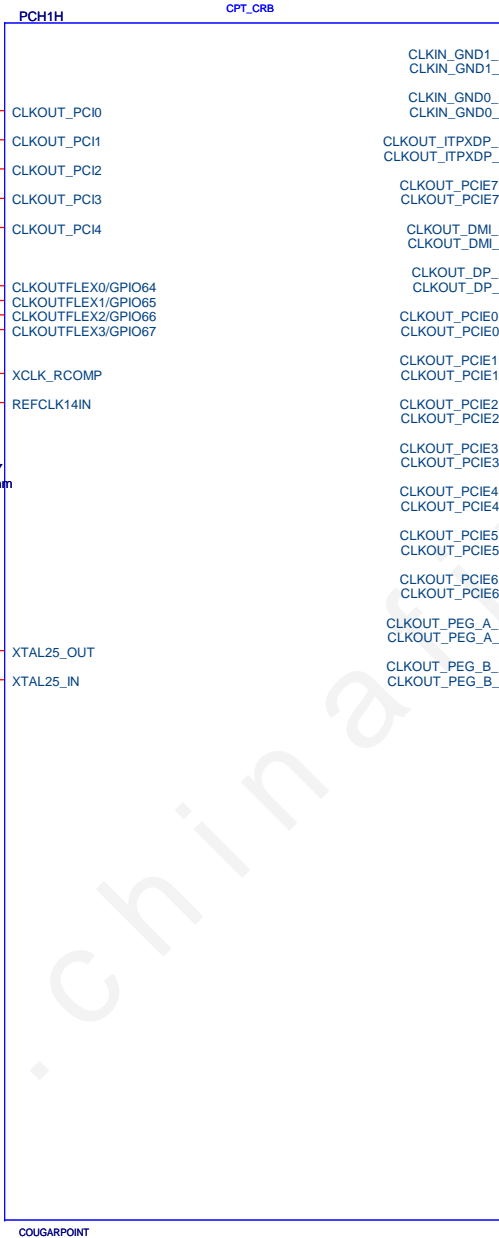 CPT_CRB
PCH1H
CLKIN_GND1_
CLKIN_GND1_
CLKIN_GND0_
CLKIN_GND0_
CLKOUT_PCI0
CLKOUT_PCI1
CLKOUT_ITPXDP_
CLKOUT_ITPXDP_
CLKOUT_PCI2
CLKOUT_PCIE7
CLKOUT_PCIE7
CLKOUT_PCI3
CLKOUT_PCI4
CLKOUT_DMI_
CLKOUT_DMI_
CLKOUT_DP_
CLKOUT_DP_
CLKOUTFLEX0/GPIO64
CLKOUTFLEX1/GPIO65
CLKOUTFLEX2/GPIO66
CLKOUTFLEX3/GPIO67
CLKOUT_PCIE0
CLKOUT_PCIE0
CLKOUT_PCIE1
CLKOUT_PCIE1
XCLK_RCOMP
REFCLK14IN
CLKOUT_PCIE2
CLKOUT_PCIE2
CLKOUT_PCIE3
CLKOUT_PCIE3
CLKOUT_PCIE4
CLKOUT_PCIE4
CLKOUT_PCIE5
CLKOUT_PCIE5
CLKOUT_PCIE6
CLKOUT_PCIE6
CLKOUT_PEG_A_
CLKOUT_PEG_A_
XTAL25_OUT
XTAL25_IN
CLKOUT_PEG_B_
CLKOUT_PEG_B_
.chinafi
COUGARPOINT